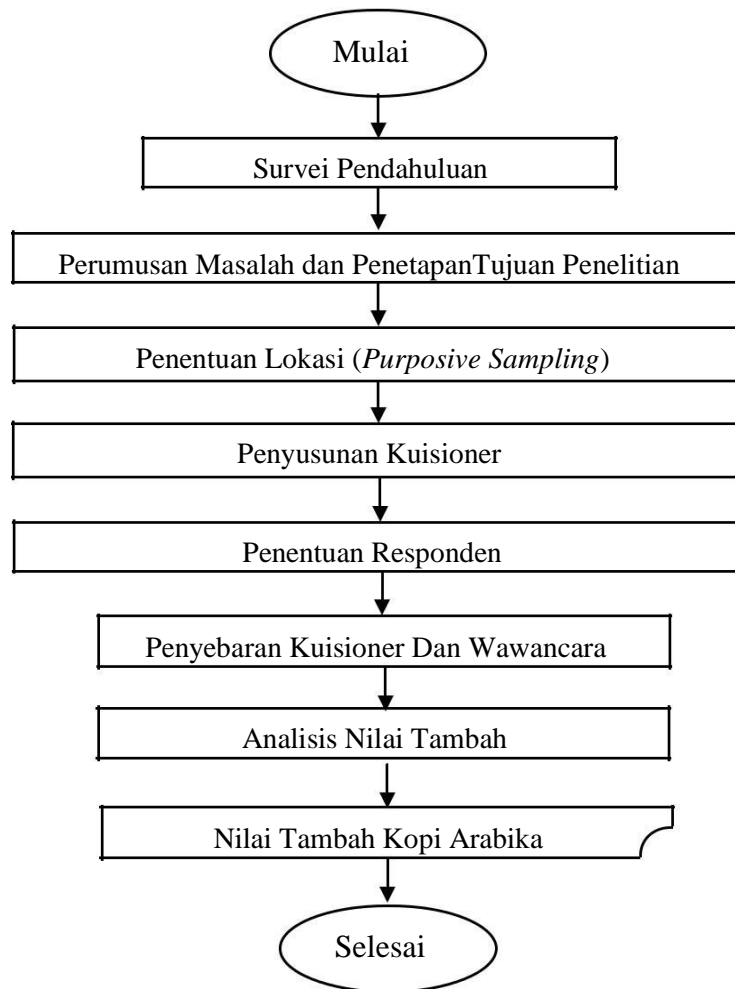 Mulai
Survei Pendahuluan
Perumusan Masalah dan PenetapanTujuan Penelitian
Penentuan Lokasi (Purposive Sampling)
Penyusunan Kuisioner
Penentuan Responden
Penyebaran Kuisioner Dan Wawancara
Analisis Nilai Tambah
Nilai Tambah Kopi Arabika
Selesai